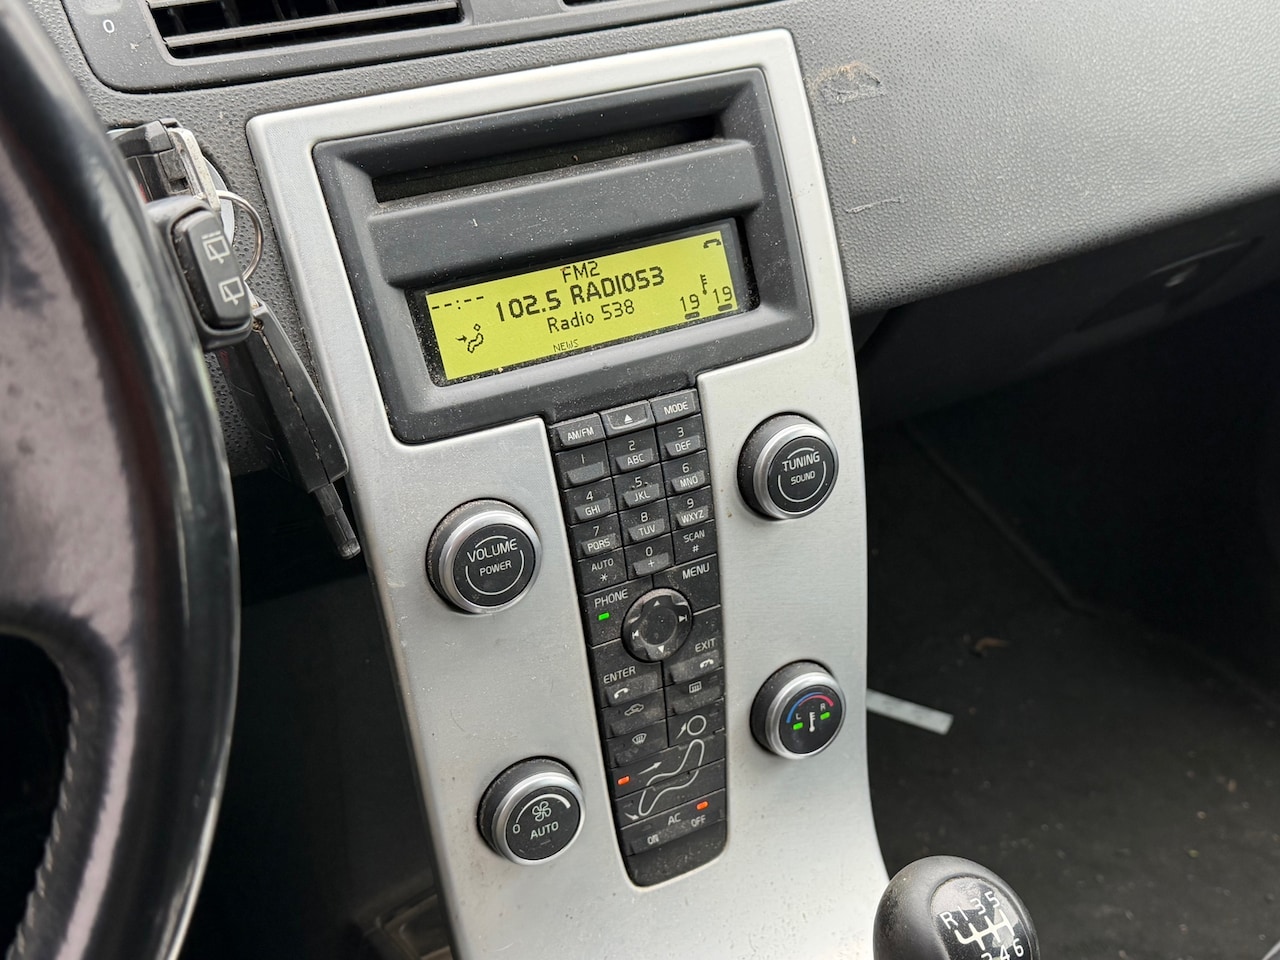 0
FM2
--:--
102.5 RADIO53
Radio 538
19 19
NEWS
AM/FM
MODE
1
2 ABC
3 DEF
4 GHI
5 JKL
6 MNO
7 PQRS
8 TUV
9 WXYZ
AUTO *
0 +
SCAN #
TUNING
SOUND
VOLUME
POWER
PHONE
MENU
ENTER
EXIT
L R
0 AUTO
AC
ON OFF
R 1 3 5
2 4 6